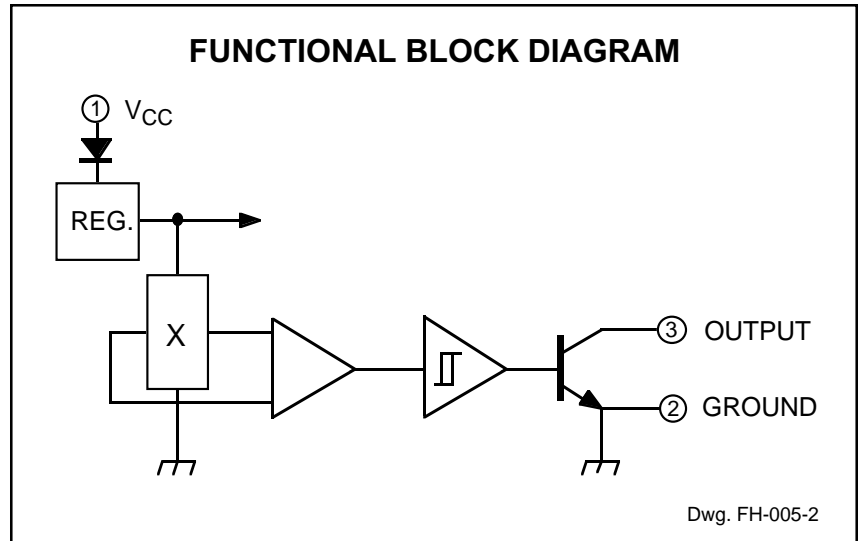 FUNCTIONAL BLOCK DIAGRAM
1 VCC
REG.
X
3 OUTPUT
2 GROUND
Dwg. FH-005-2